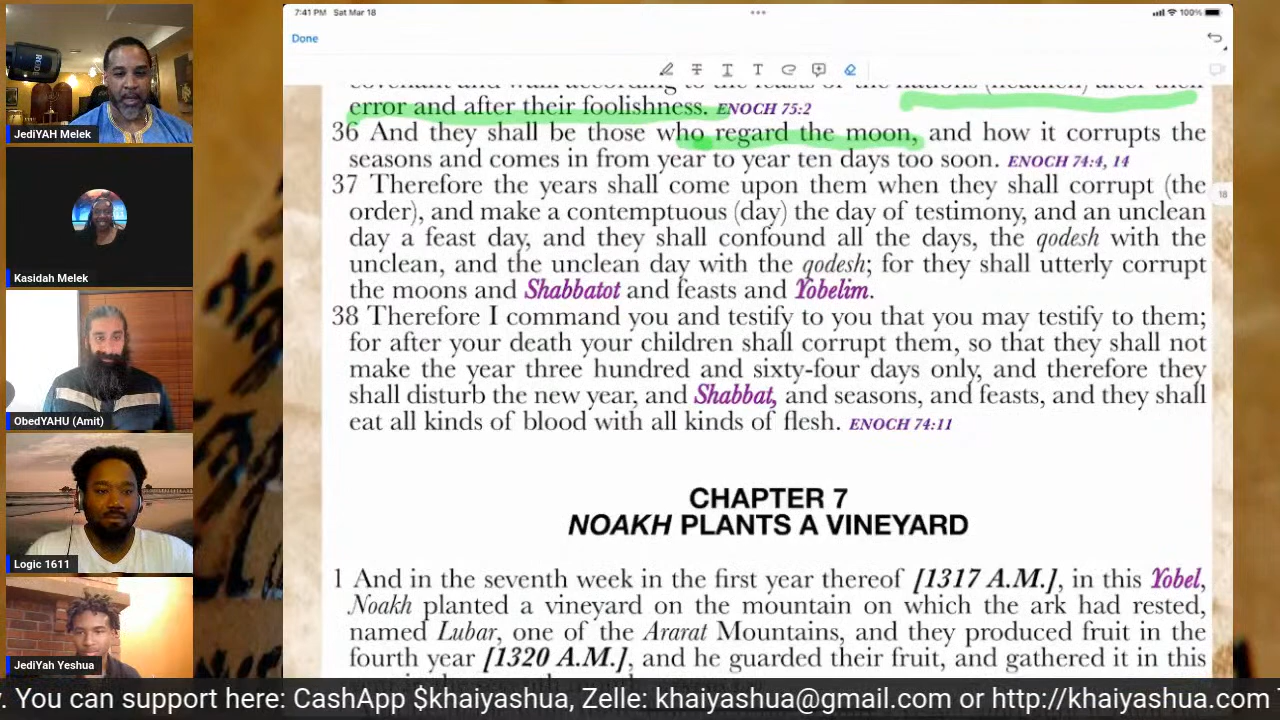 7:41 PM Sat Mar 18
100%
Done
nations (heathen) after their
error and after their foolishness. ENOCH 75:2
36 And they shall be those who regard the moon, and how it corrupts the
seasons and comes in from year to year ten days too soon. ENOCH 74:4, 14
18
37 Therefore the years shall come upon them when they shall corrupt (the
order), and make a contemptuous (day) the day of testimony, and an unclean
day a feast day, and they shall confound all the days, the qodesh with the
unclean, and the unclean day with the qodesh; for they shall utterly corrupt
the moons and Shabbatot and feasts and Yobelim.
38 Therefore I command you and testify to you that you may testify to them;
for after your death your children shall corrupt them, so that they shall not
make the year three hundred and sixty-four days only, and therefore they
shall disturb the new year, and Shabbat, and seasons, and feasts, and they shall
eat all kinds of blood with all kinds of flesh. ENOCH 74:11
CHAPTER 7
NOAKH PLANTS A VINEYARD
1 And in the seventh week in the first year thereof [1317 A.M.], in this Yobel,
Noakh planted a vineyard on the mountain on which the ark had rested,
named Lubar, one of the Ararat Mountains, and they produced fruit in the
fourth year [1320 A.M.], and he guarded their fruit, and gathered it in this
JediYAH Melek
Kasidah Melek
ObedYAHU (Amit)
Logic 1611
JediYah Yeshua
. You can support here: CashApp $khaiyashua, Zelle: khaiyashua@gmail.com or http://khaiyashua.com